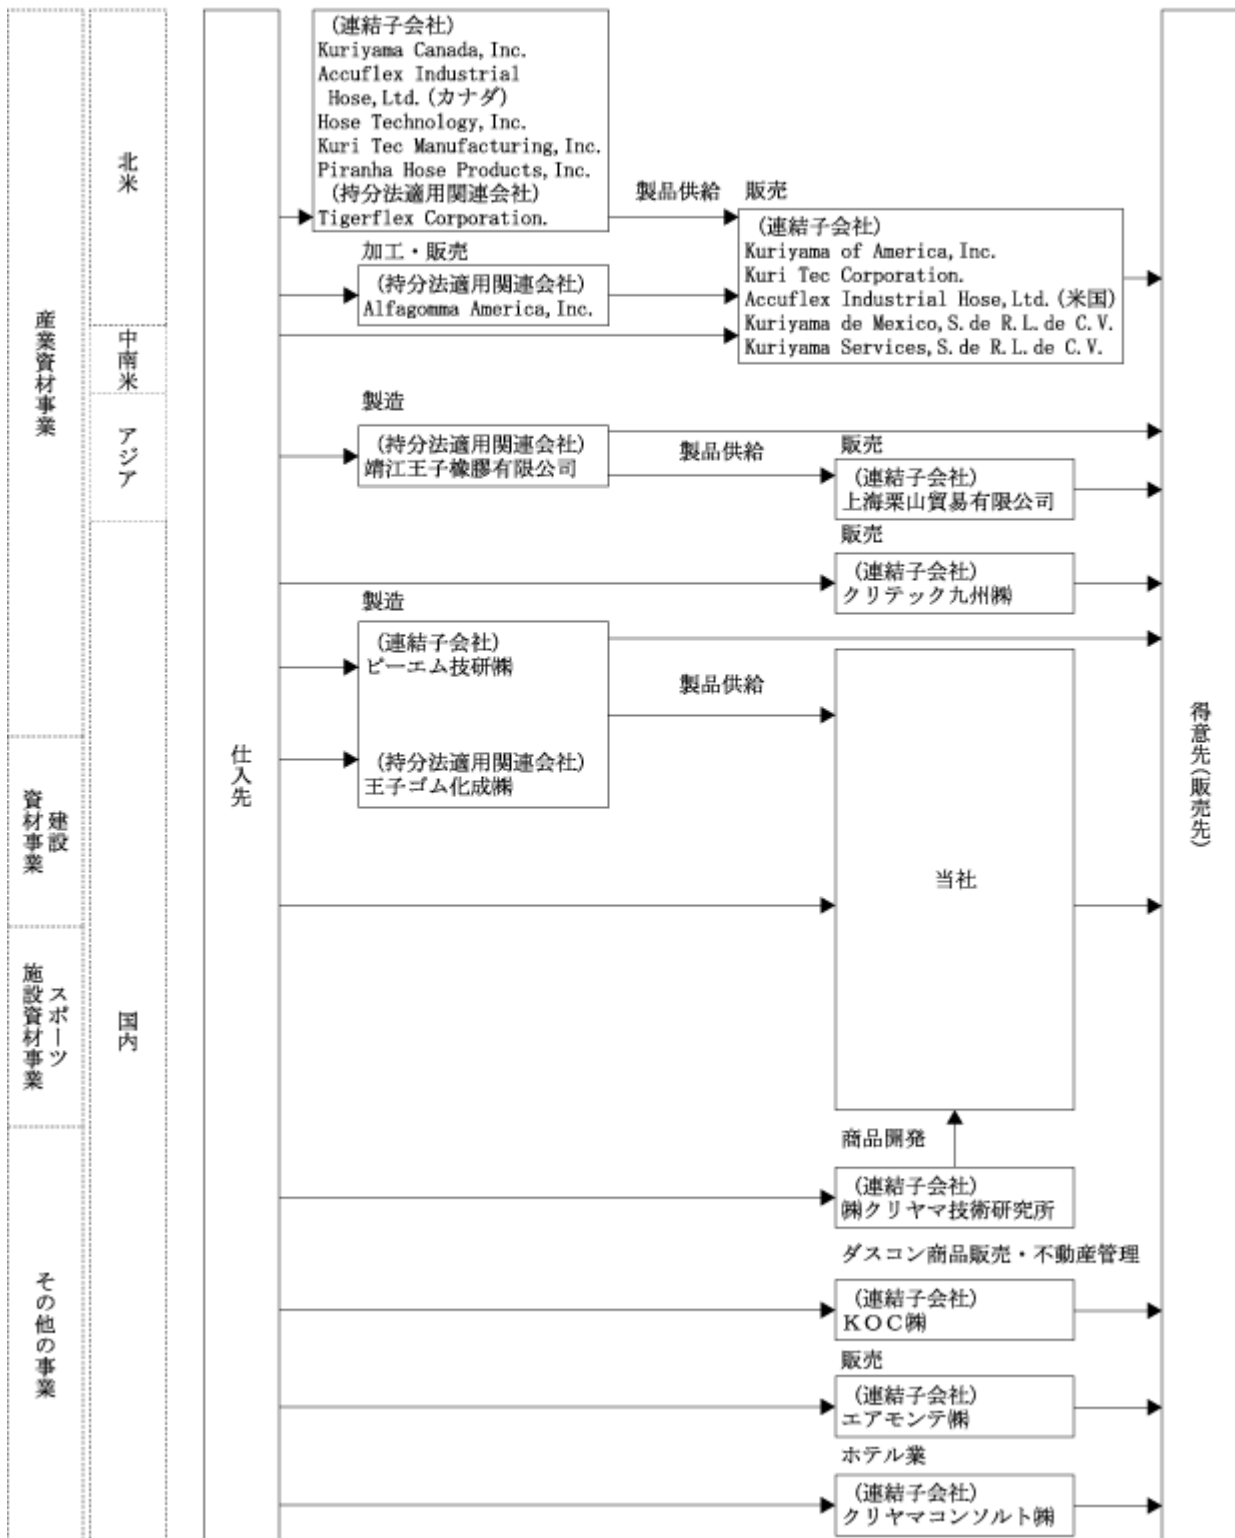 産業資材事業
建設
資材事業
スポーツ
施設資材事業
その他の事業
北米
中南米
アジア
国内
仕入先
(連結子会社)
Kuriyama Canada, Inc.
Accuflex Industrial
Hose, Ltd. (カナダ)
Hose Technology, Inc.
Kuri Tec Manufacturing, Inc.
Piranha Hose Products, Inc.
(持分法適用関連会社)
Tigerflex Corporation.
製品供給
販売
(連結子会社)
Kuriyama of America, Inc.
Kuri Tec Corporation.
Accuflex Industrial Hose, Ltd. (米国)
Kuriyama de Mexico, S. de R. L. de C. V.
Kuriyama Services, S. de R. L. de C. V.
加工・販売
(持分法適用関連会社)
Alfagomma America, Inc.
製造
(持分法適用関連会社)
靖江王子橡膠有限公司
製品供給
販売
(連結子会社)
上海栗山貿易有限公司
販売
(連結子会社)
クリテック九州㈱
製造
(連結子会社)
ピーエム技研㈱
(持分法適用関連会社)
王子ゴム化成㈱
製品供給
当社
商品開発
(連結子会社)
㈱クリヤマ技術研究所
ダスコン商品販売・不動産管理
(連結子会社)
KOC㈱
販売
(連結子会社)
エアモンテ㈱
ホテル業
(連結子会社)
クリヤマコンソルト㈱
得意先(販売先)